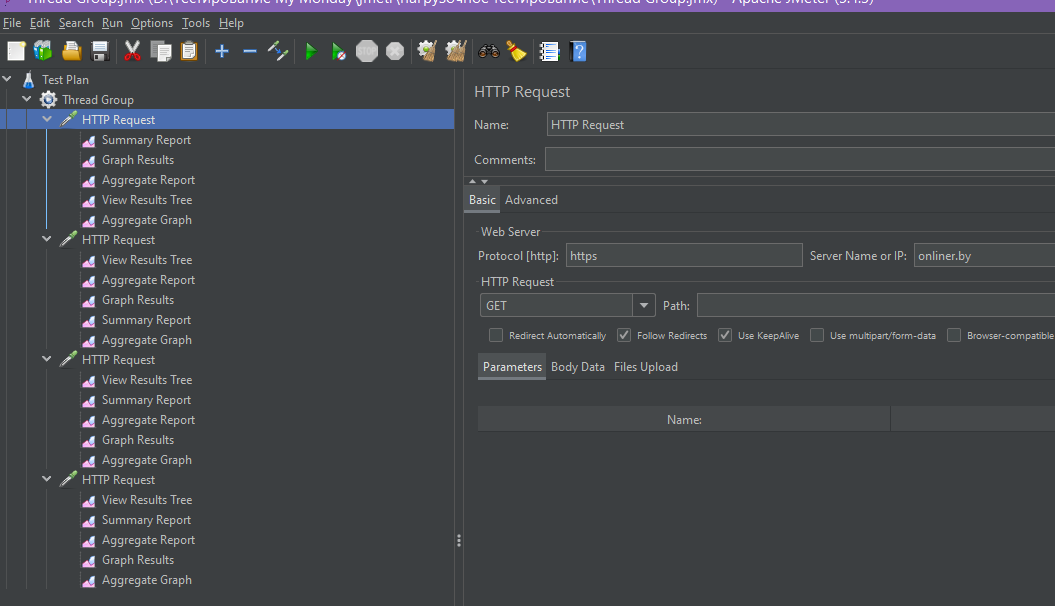 Thread Group.jmx (D:\Тестирование My Monday\jmetr\нагрузочное тестирование\Thread Group.jmx) - Apache JMeter (5.4.3)
File Edit Search Run Options Tools Help
STOP
Test Plan
Thread Group
HTTP Request
Summary Report
Graph Results
Aggregate Report
View Results Tree
Aggregate Graph
HTTP Request
View Results Tree
Aggregate Report
Graph Results
Summary Report
Aggregate Graph
HTTP Request
View Results Tree
Summary Report
Aggregate Report
Graph Results
Aggregate Graph
HTTP Request
View Results Tree
Summary Report
Aggregate Report
Graph Results
Aggregate Graph
HTTP Request
Name: HTTP Request
Comments:
Basic Advanced
Web Server
Protocol [http]: https Server Name or IP: onliner.by
HTTP Request
GET Path:
Redirect Automatically Follow Redirects Use KeepAlive Use multipart/form-data Browser-compatible
Parameters Body Data Files Upload
Name: